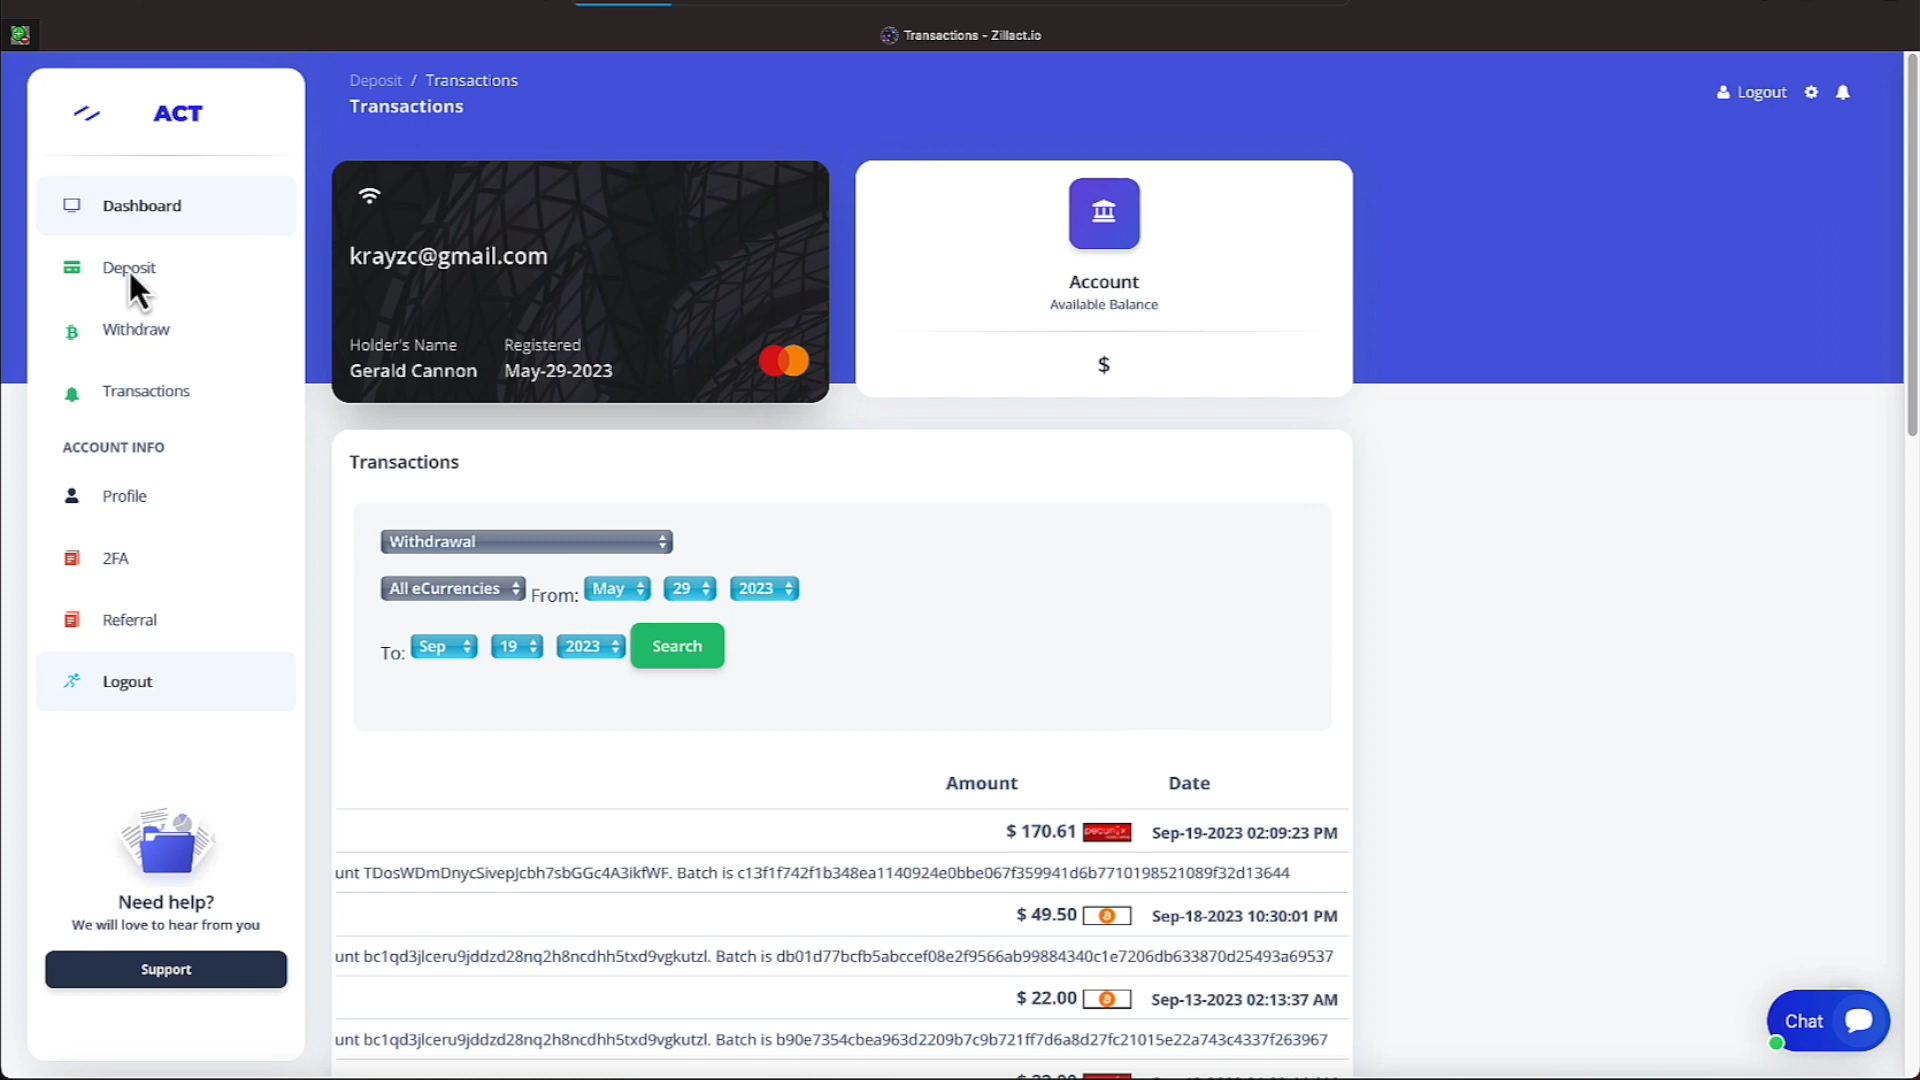 Transactions - Zillact.io
Deposit / Transactions
Transactions
Logout
ACT
Dashboard
Deposit
Withdraw
Transactions
ACCOUNT INFO
Profile
2FA
Referral
Logout
Need help?
We will love to hear from you
Support
krayzc@gmail.com
Holder's Name Registered
Gerald Cannon May-29-2023
Account
Available Balance
$
Transactions
Withdrawal
All eCurrencies From: May 29 2023
To: Sep 19 2023 Search
Amount Date
$ 170.61 pecunix Sep-19-2023 02:09:23 PM
unt TDosWDmDnycSivepJcbh7sbGGc4A3ikfWF. Batch is c13f1f742f1b348ea1140924e0bbe067f359941d6b7710198521089f32d13644
$ 49.50 Sep-18-2023 10:30:01 PM
unt bc1qd3jlceru9jddzd28nq2h8ncdhh5txd9vgkutzl. Batch is db01d77bcfb5abccef08e2f9566ab99884340c1e7206db633870d25493a69537
$ 22.00 Sep-13-2023 02:13:37 AM
unt bc1qd3jlceru9jddzd28nq2h8ncdhh5txd9vgkutzl. Batch is b90e7354cbea963d2209b7c9b721ff7d6a8d27fc21015e22a743c4337f263967
Chat